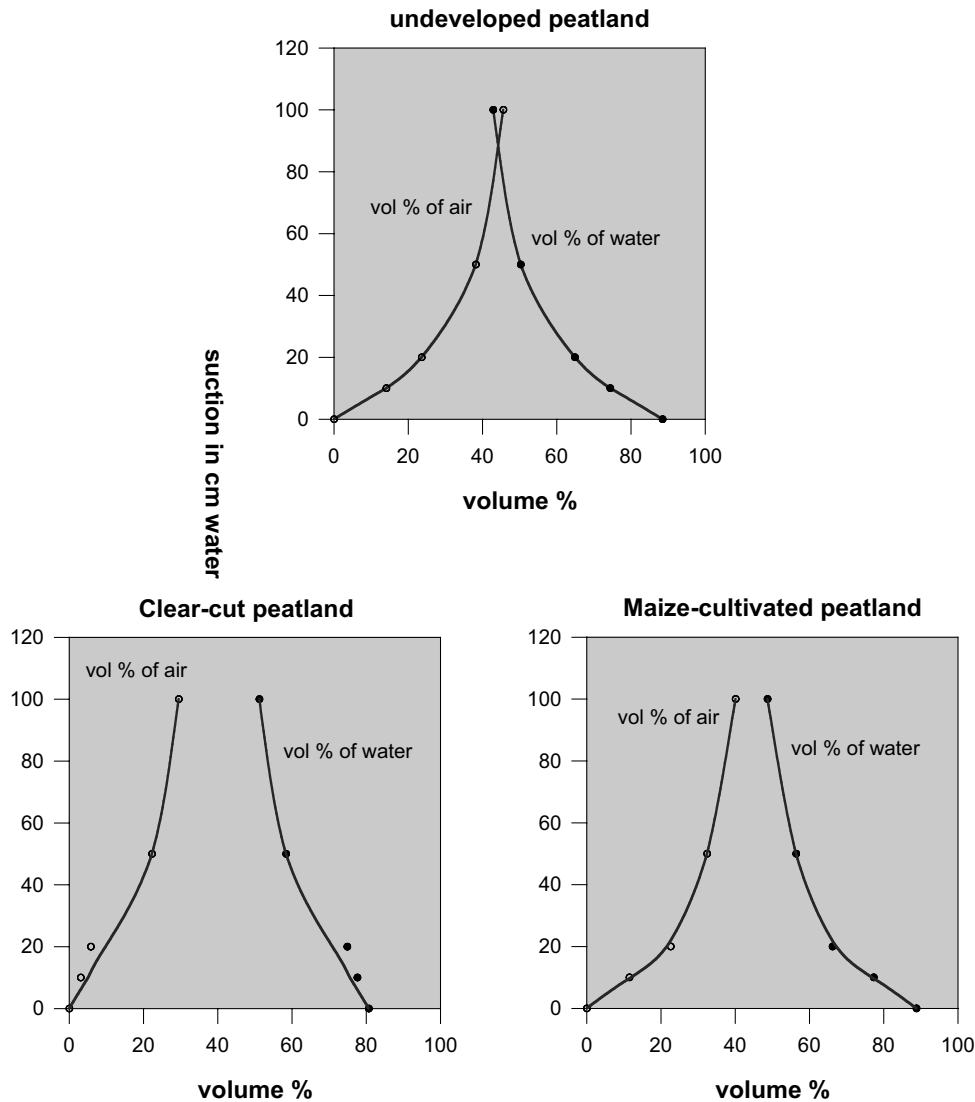 undeveloped peatland
120
100
80
60
40
20
0
vol % of air
vol % of water
0 20 40 60 80 100
volume %
suction in cm water
Clear-cut peatland
120
100
80
60
40
20
0
vol % of air
vol % of water
0 20 40 60 80 100
volume %
Maize-cultivated peatland
120
100
80
60
40
20
0
vol % of air
vol % of water
0 20 40 60 80 100
volume %